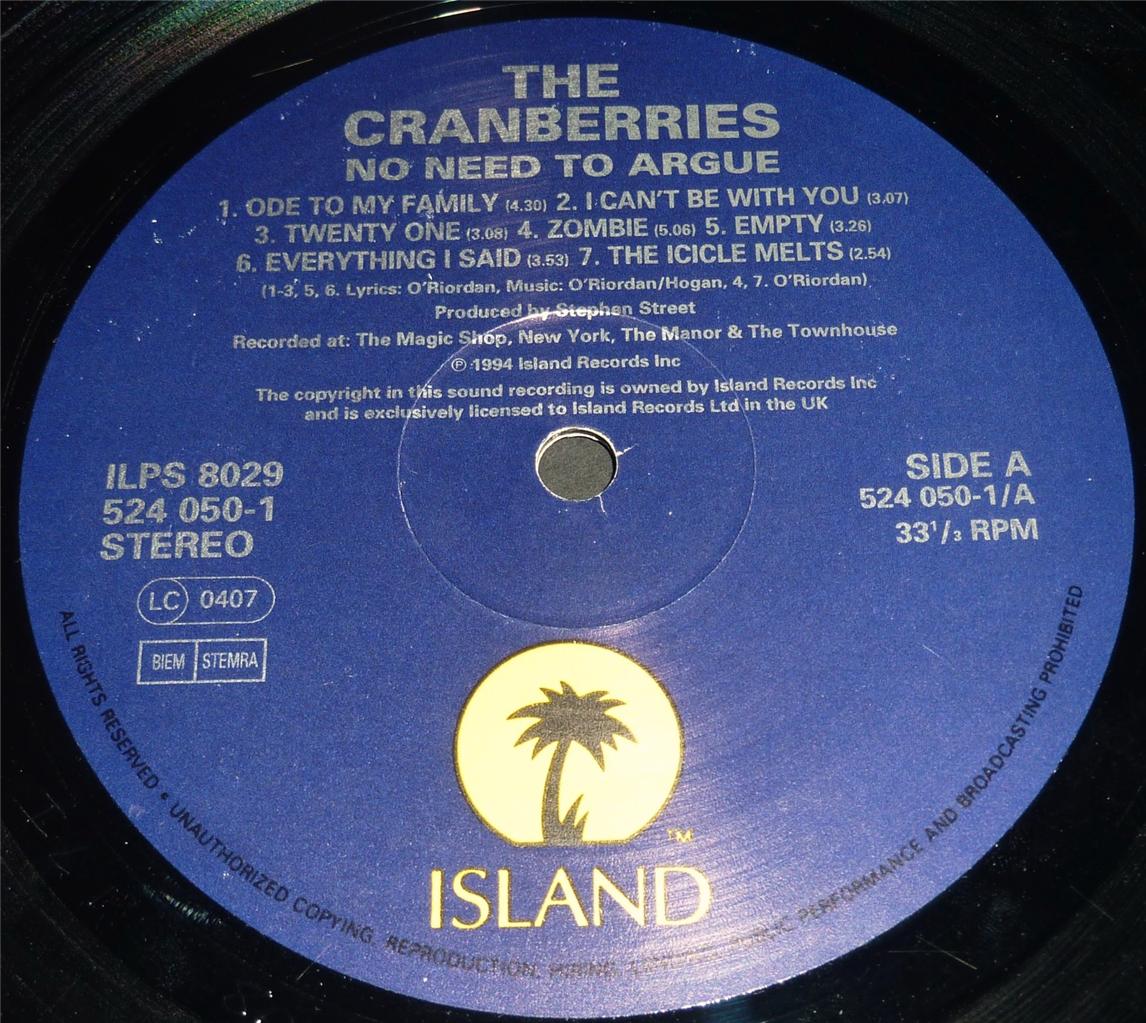 THE
CRANBERRIES
NO NEED TO ARGUE
1. ODE TO MY FAMILY (4.30) 2. I CAN'T BE WITH YOU (3.07)
3. TWENTY ONE (3.08) 4. ZOMBIE (5.06) 5. EMPTY (3.26)
6. EVERYTHING I SAID (3.53) 7. THE ICICLE MELTS (2.54)
(1-3, 5, 6. Lyrics: O'Riordan, Music: O'Riordan/Hogan, 4, 7. O'Riordan)
Produced by Stephen Street
Recorded at: The Magic Shop, New York, The Manor & The Townhouse
℗ 1994 Island Records Inc
The copyright in this sound recording is owned by Island Records Inc
and is exclusively licensed to Island Records Ltd in the UK
ILPS 8029
524 050-1
STEREO
LC 0407
BIEM STEMRA
SIDE A
524 050-1/A
33¹/₃ RPM
TM
ISLAND
ALL RIGHTS RESERVED • UNAUTHORIZED COPYING, REPRODUCTION, HIRING, LENDING, PUBLIC PERFORMANCE AND BROADCASTING PROHIBITED